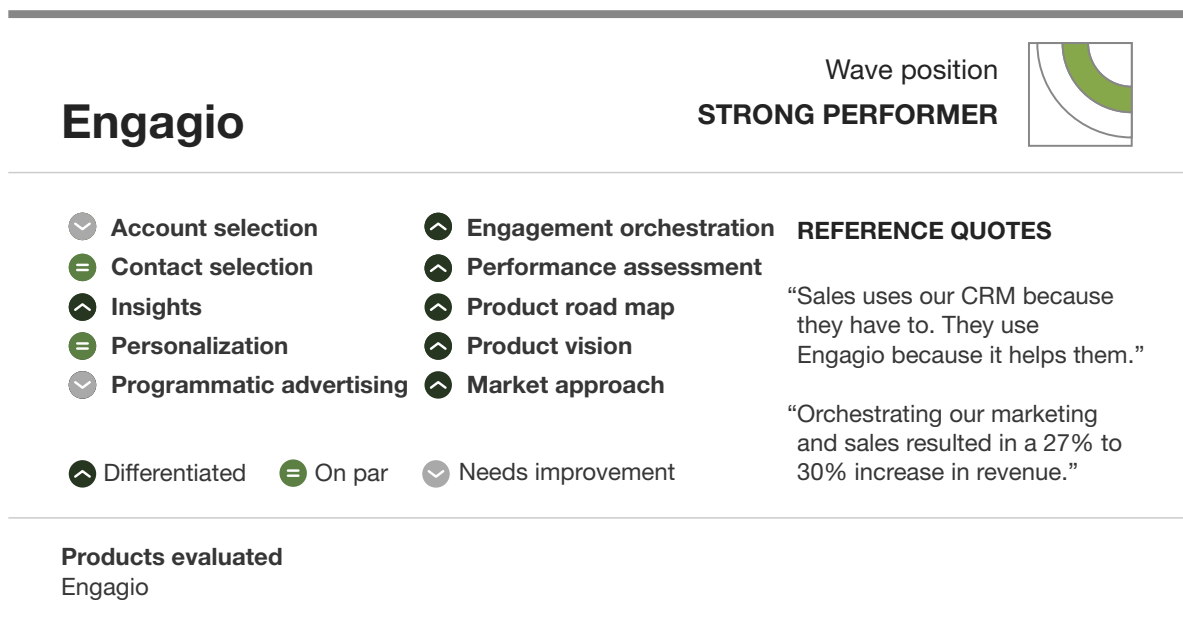 Wave position
STRONG PERFORMER
Engagio
Account selection
Contact selection
Insights
Personalization
Programmatic advertising
Engagement orchestration
Performance assessment
Product road map
Product vision
Market approach
Differentiated
On par
Needs improvement
REFERENCE QUOTES
“Sales uses our CRM because
they have to. They use
Engagio because it helps them.”
“Orchestrating our marketing
and sales resulted in a 27% to
30% increase in revenue.”
Products evaluated
Engagio